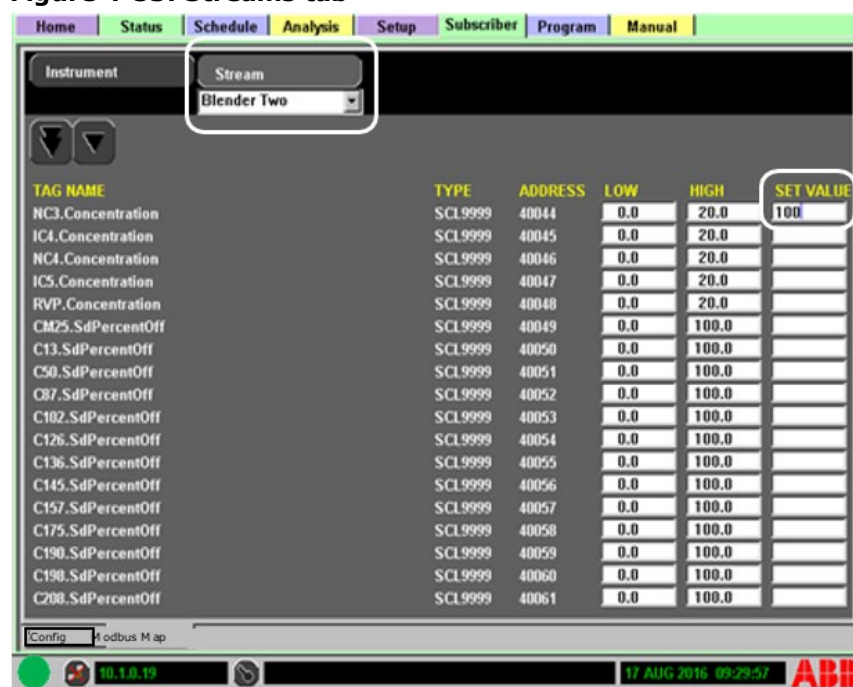 Figure 4-55: Streams tab
Home Status Schedule Analysis Setup Subscriber Program Manual
Instrument Stream
Blender Two
TAG NAME TYPE ADDRESS LOW HIGH SET VALUE
NC3.Concentration SCL9999 40044 0.0 20.0 100
IC4.Concentration SCL9999 40045 0.0 20.0
NC4.Concentration SCL9999 40046 0.0 20.0
IC5.Concentration SCL9999 40047 0.0 20.0
RVP.Concentration SCL9999 40048 0.0 20.0
CM25.SdPercentOff SCL9999 40049 0.0 100.0
C13.SdPercentOff SCL9999 40050 0.0 100.0
C50.SdPercentOff SCL9999 40051 0.0 100.0
C87.SdPercentOff SCL9999 40052 0.0 100.0
C102.SdPercentOff SCL9999 40053 0.0 100.0
C126.SdPercentOff SCL9999 40054 0.0 100.0
C136.SdPercentOff SCL9999 40055 0.0 100.0
C145.SdPercentOff SCL9999 40056 0.0 100.0
C157.SdPercentOff SCL9999 40057 0.0 100.0
C175.SdPercentOff SCL9999 40058 0.0 100.0
C190.SdPercentOff SCL9999 40059 0.0 100.0
C198.SdPercentOff SCL9999 40060 0.0 100.0
C208.SdPercentOff SCL9999 40061 0.0 100.0
Config Modbus Map
10.1.0.19 17 AUG 2016 09:29:57 ABB